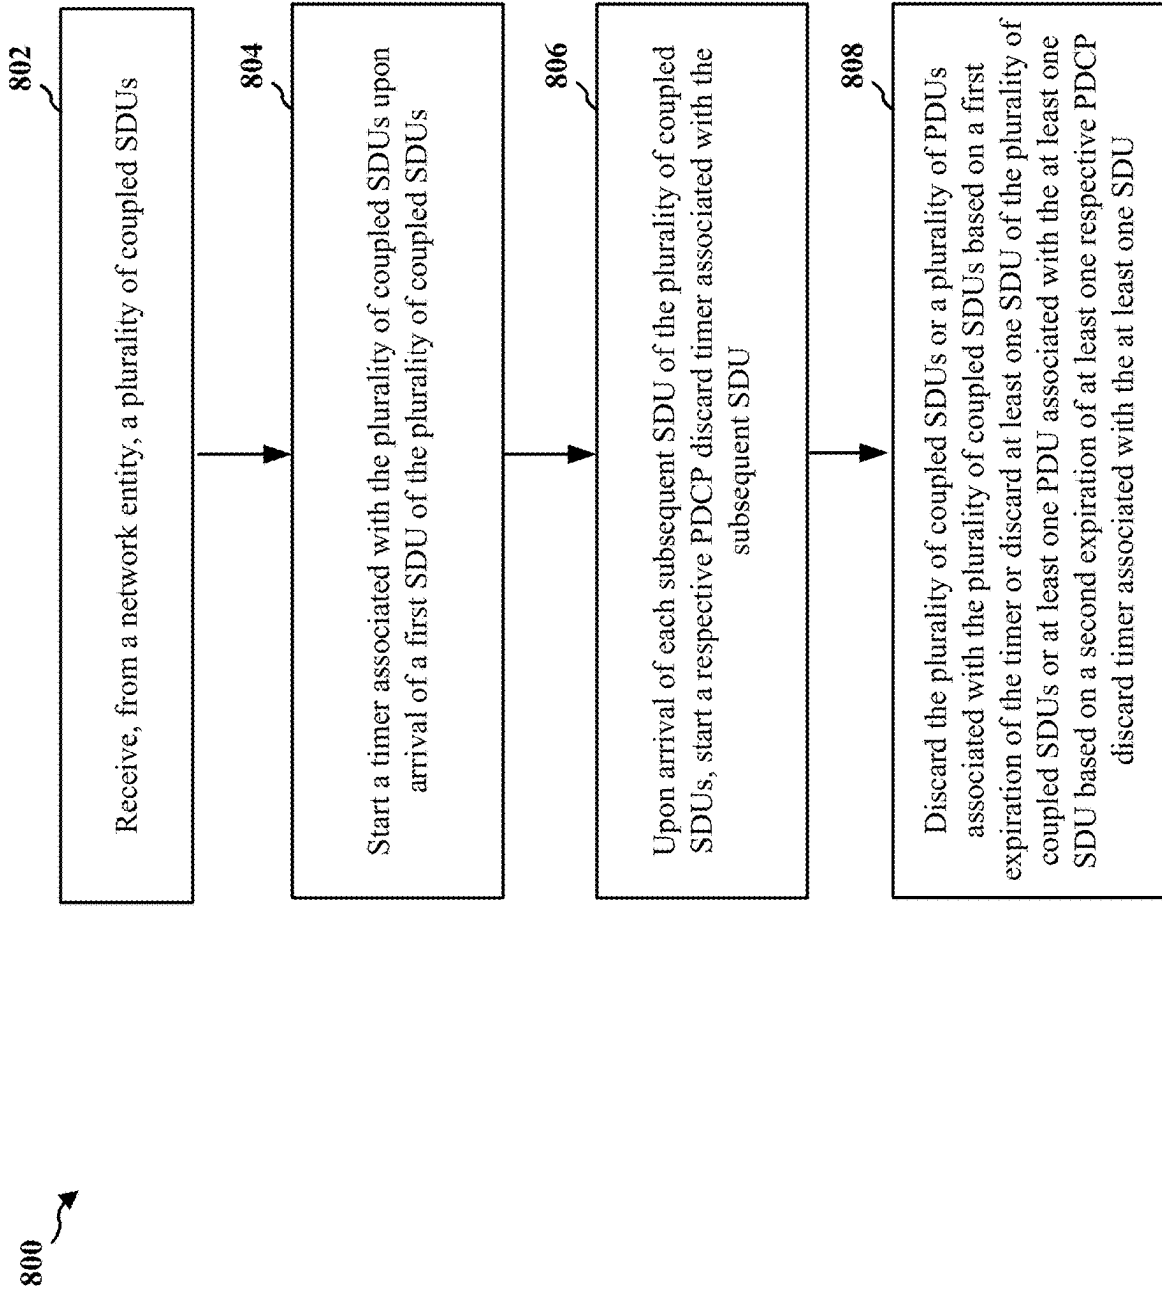 800
802
Receive, from a network entity, a plurality of coupled SDUs
804
Start a timer associated with the plurality of coupled SDUs upon
arrival of a first SDU of the plurality of coupled SDUs
806
Upon arrival of each subsequent SDU of the plurality of coupled
SDUs, start a respective PDCP discard timer associated with the
subsequent SDU
808
Discard the plurality of coupled SDUs or a plurality of PDUs
associated with the plurality of coupled SDUs based on a first
expiration of the timer or discard at least one SDU of the plurality of
coupled SDUs or at least one PDU associated with the at least one
SDU based on a second expiration of at least one respective PDCP
discard timer associated with the at least one SDU